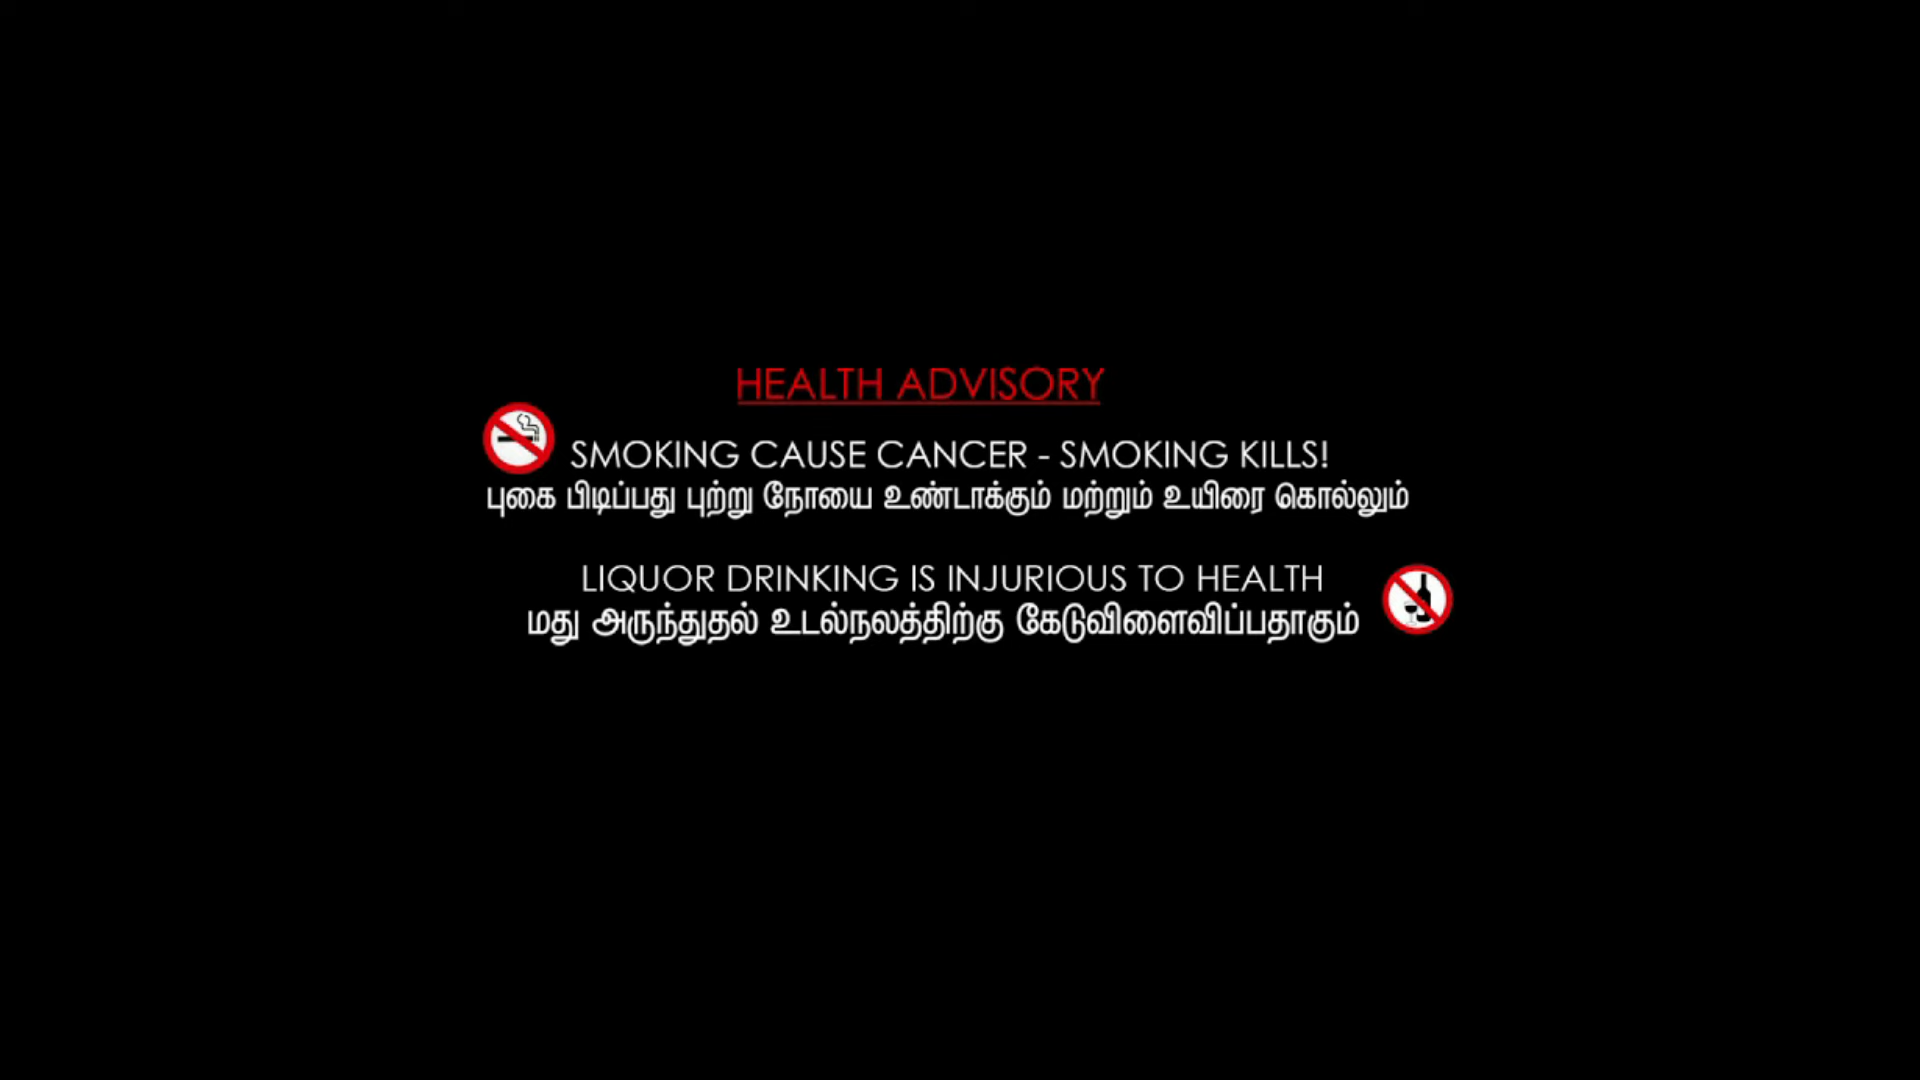 HEALTH ADVISORY
SMOKING CAUSE CANCER - SMOKING KILLS!
புகை பிடிப்பது புற்று நோயை உண்டாக்கும் மற்றும் உயிரை கொல்லும்
LIQUOR DRINKING IS INJURIOUS TO HEALTH
மது அருந்துதல் உடல்நலத்திற்கு கேடுவிளைவிப்பதாகும்